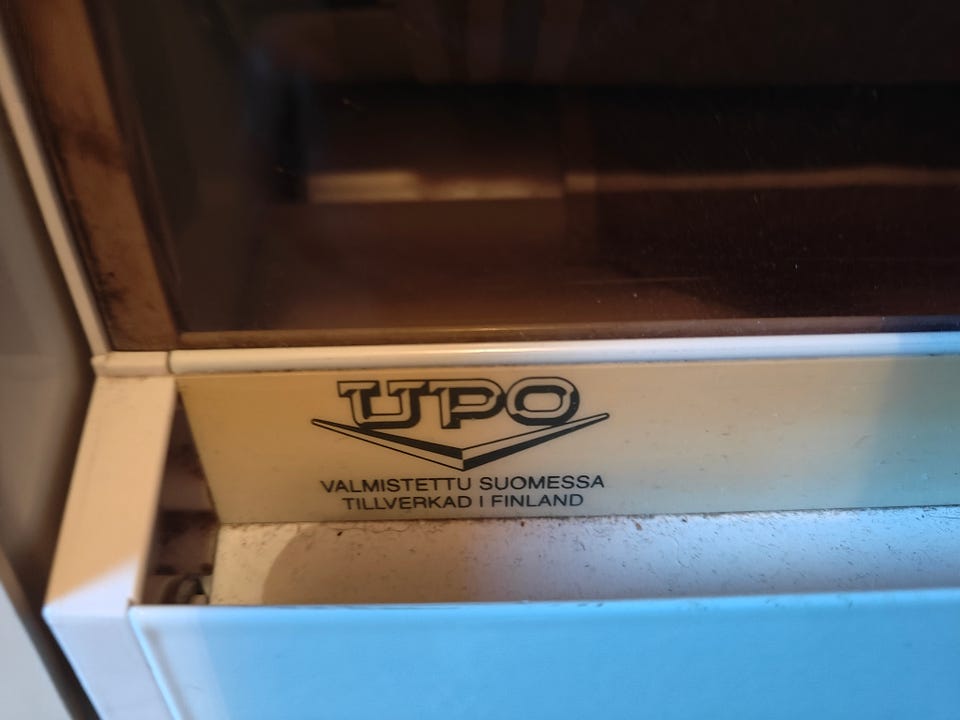 UPO
VALMISTETTU SUOMESSA
TILLVERKAD I FINLAND